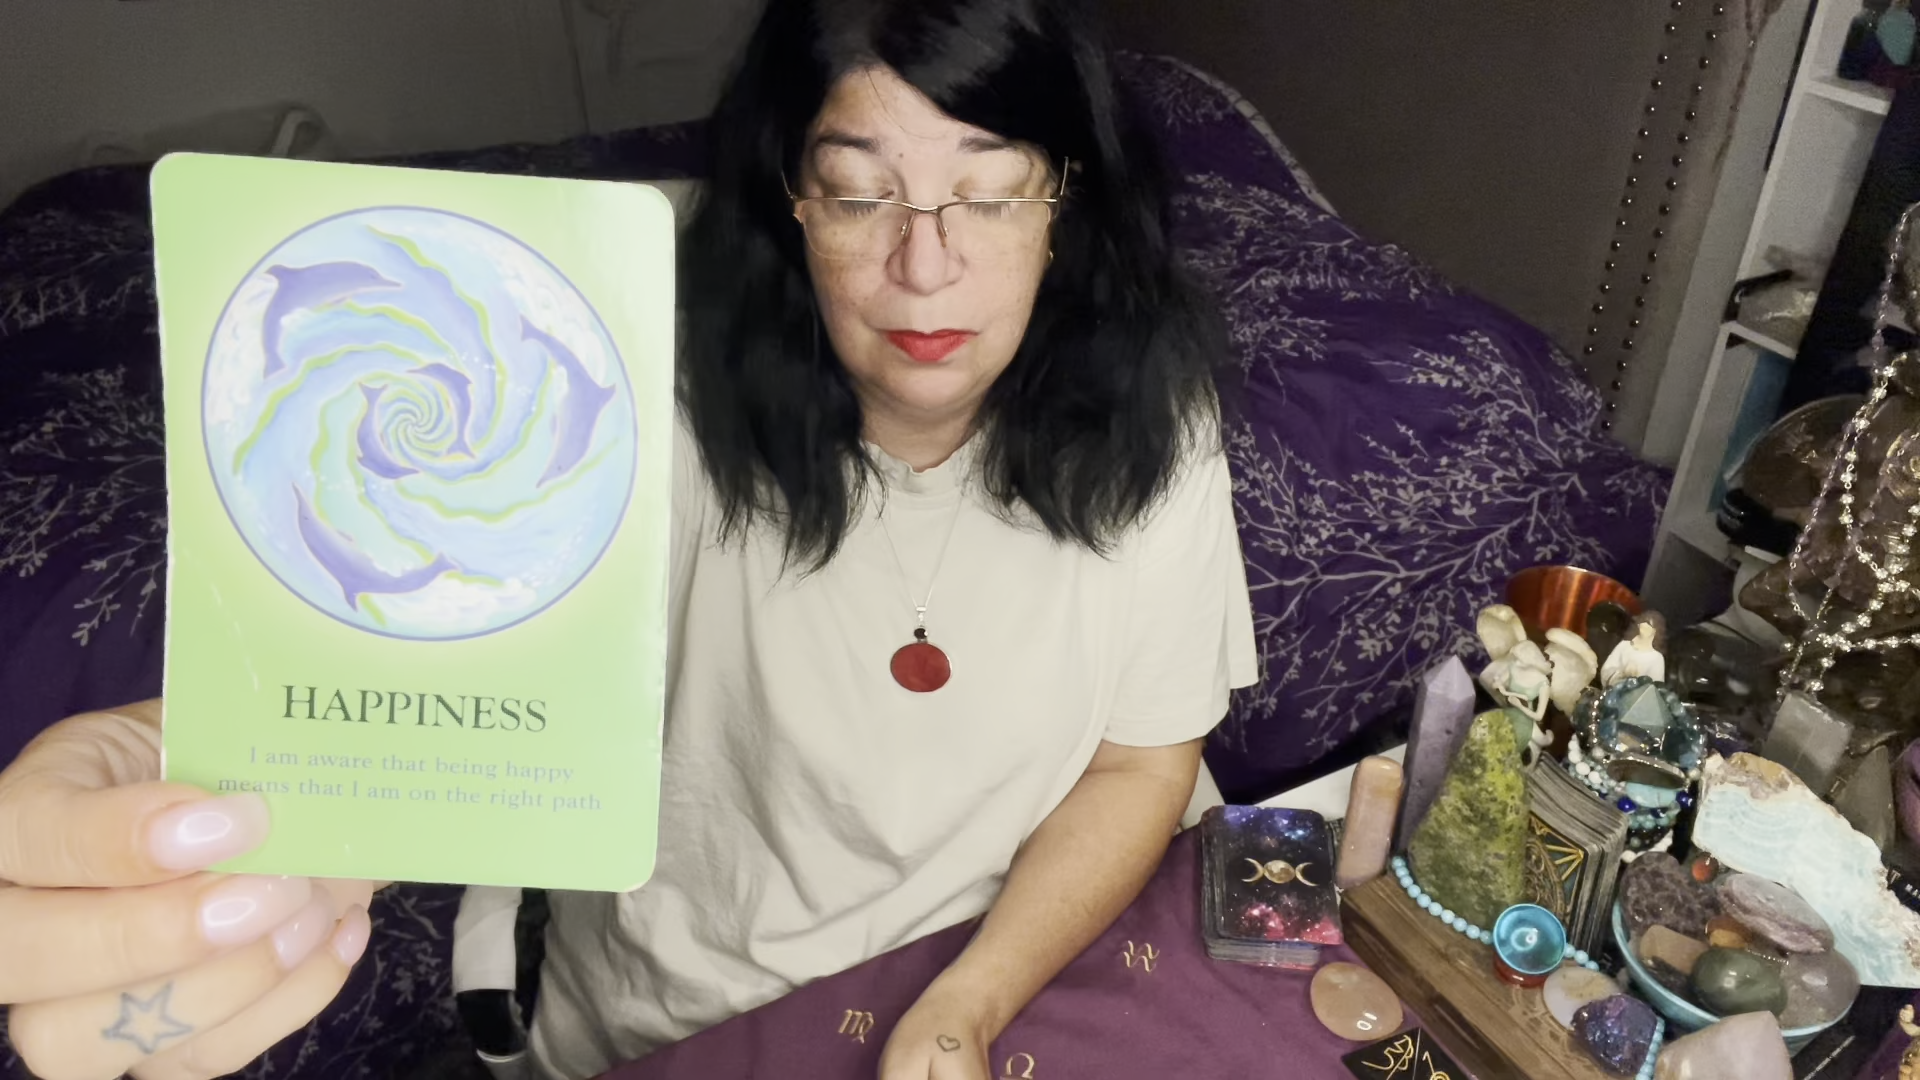 HAPPINESS
I am aware that being happy
means that I am on the right path